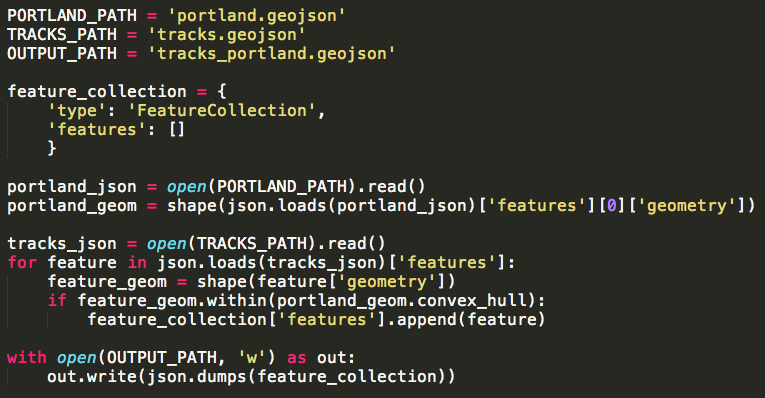 PORTLAND_PATH = 'portland.geojson'
TRACKS_PATH = 'tracks.geojson'
OUTPUT_PATH = 'tracks_portland.geojson'

feature_collection = {
    'type': 'FeatureCollection',
    'features': []
    }

portland_json = open(PORTLAND_PATH).read()
portland_geom = shape(json.loads(portland_json)['features'][0]['geometry'])

tracks_json = open(TRACKS_PATH).read()
for feature in json.loads(tracks_json)['features']:
    feature_geom = shape(feature['geometry'])
    if feature_geom.within(portland_geom.convex_hull):
        feature_collection['features'].append(feature)

with open(OUTPUT_PATH, 'w') as out:
    out.write(json.dumps(feature_collection))